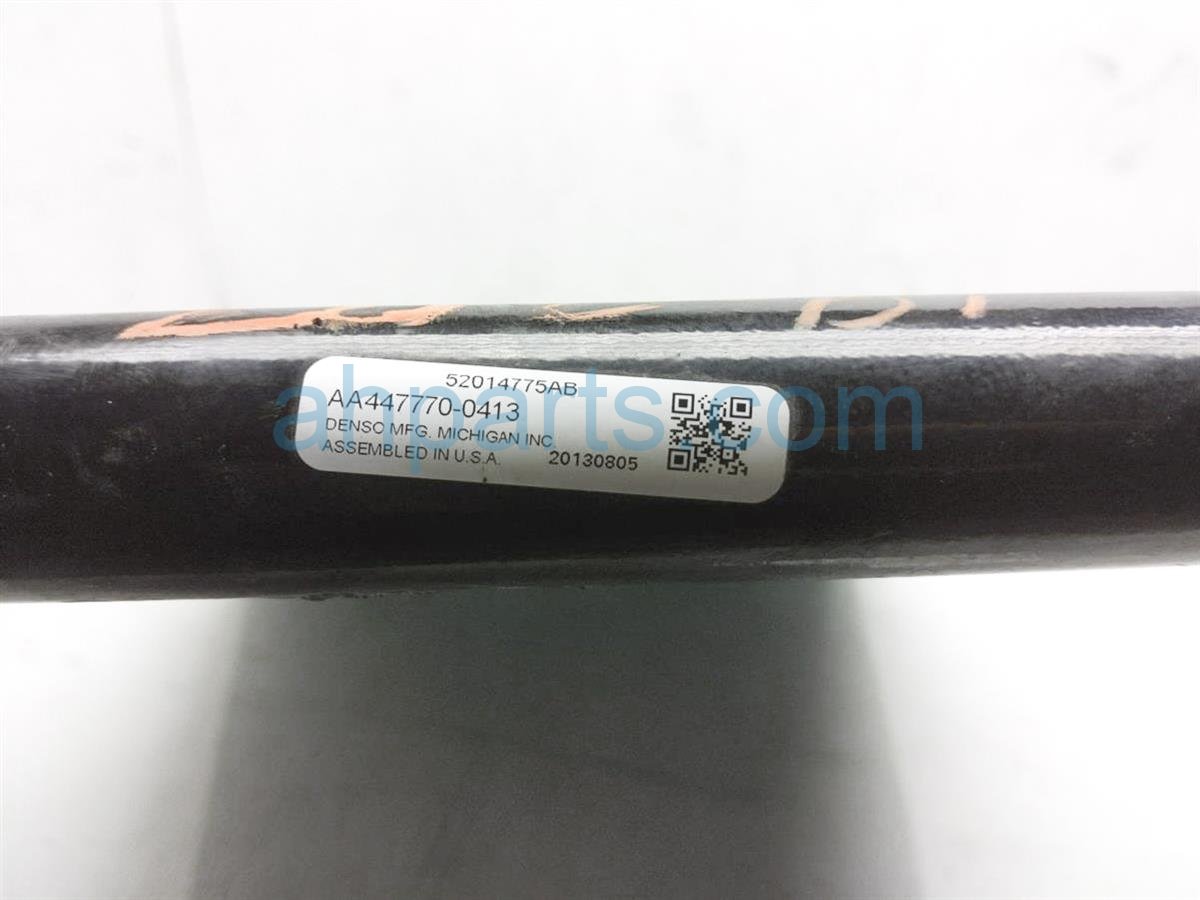 52014775AB
AA447770-0413
DENSO MFG. MICHIGAN INC.
ASSEMBLED IN U.S.A. 20130805
ahparts.com